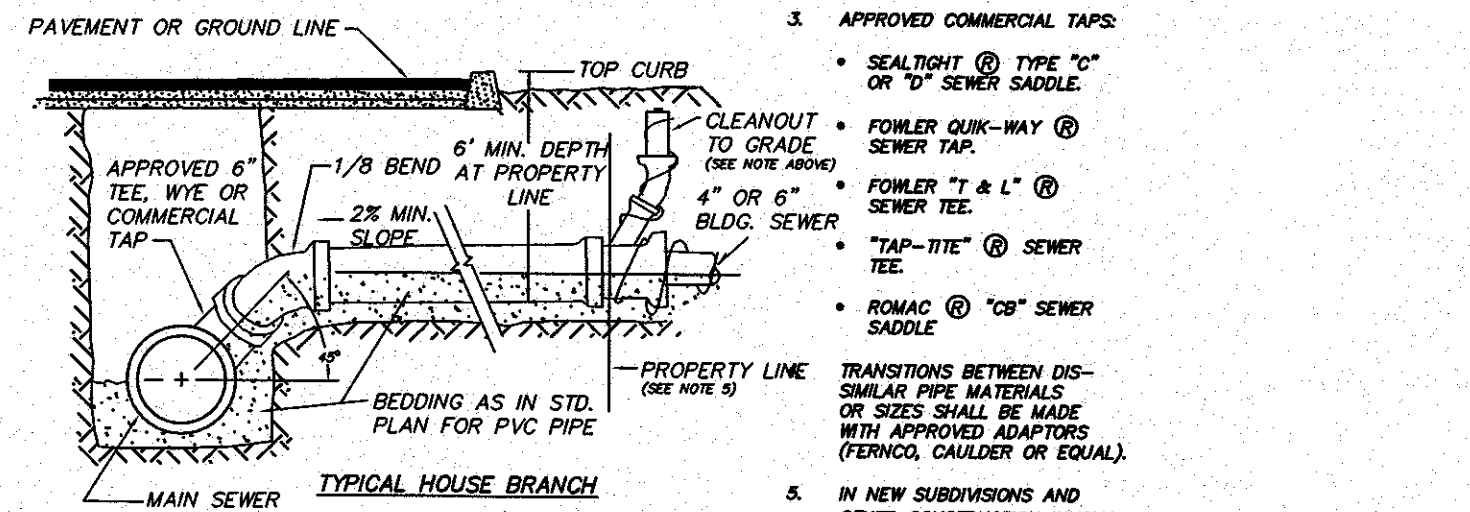 PAVEMENT OR GROUND LINE
TOP CURB
APPROVED 6"
TEE, WYE OR
COMMERCIAL
TAP
1/8 BEND
2% MIN.
SLOPE
6' MIN. DEPTH
AT PROPERTY
LINE
CLEANOUT
TO GRADE
(SEE NOTE ABOVE)
4" OR 6"
BLDG. SEWER
45°
PROPERTY LINE
(SEE NOTE 5)
BEDDING AS IN STD.
PLAN FOR PVC PIPE
MAIN SEWER
TYPICAL HOUSE BRANCH
3. APPROVED COMMERCIAL TAPS:
• SEALTIGHT ® TYPE "C"
OR "D" SEWER SADDLE.
• FOWLER QUIK-WAY ®
SEWER TAP.
• FOWLER "T & L" ®
SEWER TEE.
• "TAP-TITE" ® SEWER
TEE.
• ROMAC ® "CB" SEWER
SADDLE
TRANSITIONS BETWEEN DIS-
SIMILAR PIPE MATERIALS
OR SIZES SHALL BE MADE
WITH APPROVED ADAPTORS
(FERNCO, CAULDER OR EQUAL).
5. IN NEW SUBDIVISIONS AND